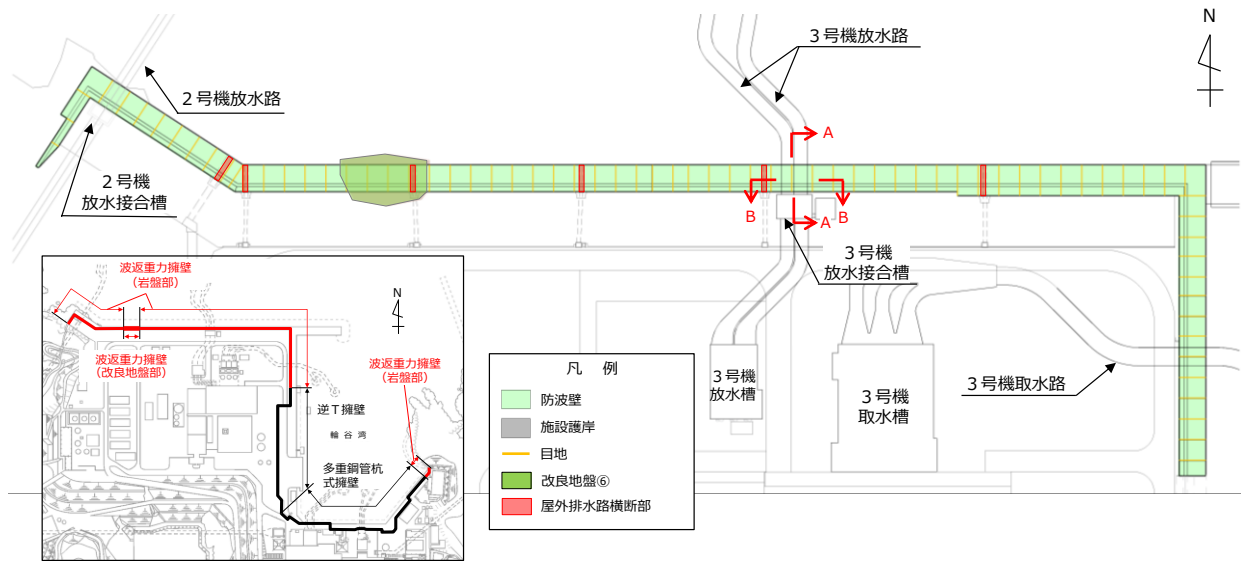 3号機放水路
N
2号機放水路
A
2号機
放水接合槽
B
B
A
3号機
放水接合槽
波返重力擁壁
(岩盤部)
N
波返重力擁壁
(改良地盤部)
波返重力擁壁
(岩盤部)
逆T擁壁
輪谷湾
多重鋼管杭
式擁壁
凡 例
防波壁
施設護岸
目地
改良地盤⑥
屋外排水路横断部
3号機
放水槽
3号機
取水槽
3号機取水路